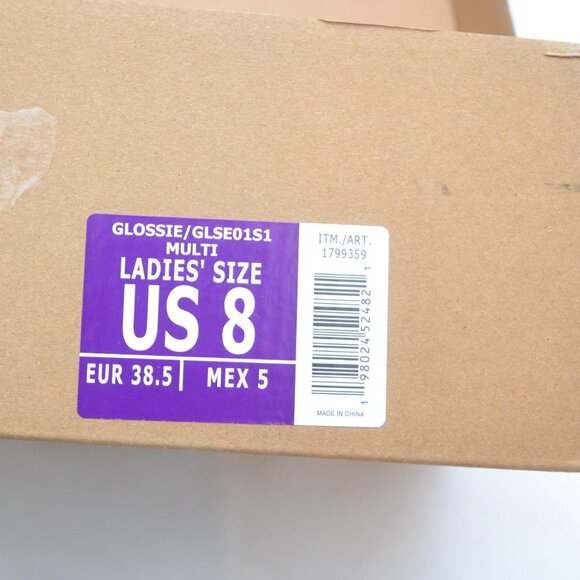 GLOSSIE/GLSE01S1
MULTI
LADIES' SIZE
US 8
EUR 38.5 | MEX 5
ITM./ART.
1799359
1 98024 52482 1
MADE IN CHINA